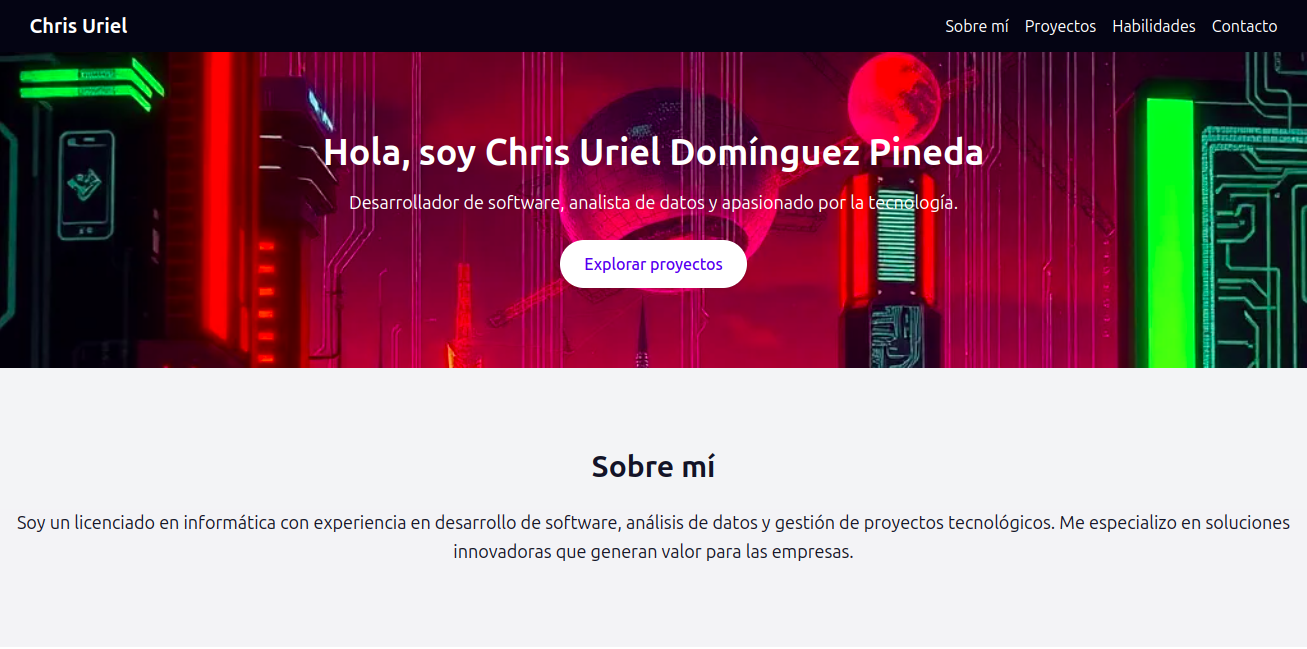 Chris Uriel
Sobre mí Proyectos Habilidades Contacto
Hola, soy Chris Uriel Domínguez Pineda
Desarrollador de software, analista de datos y apasionado por la tecnología.
Explorar proyectos
Sobre mí
Soy un licenciado en informática con experiencia en desarrollo de software, análisis de datos y gestión de proyectos tecnológicos. Me especializo en soluciones
innovadoras que generan valor para las empresas.